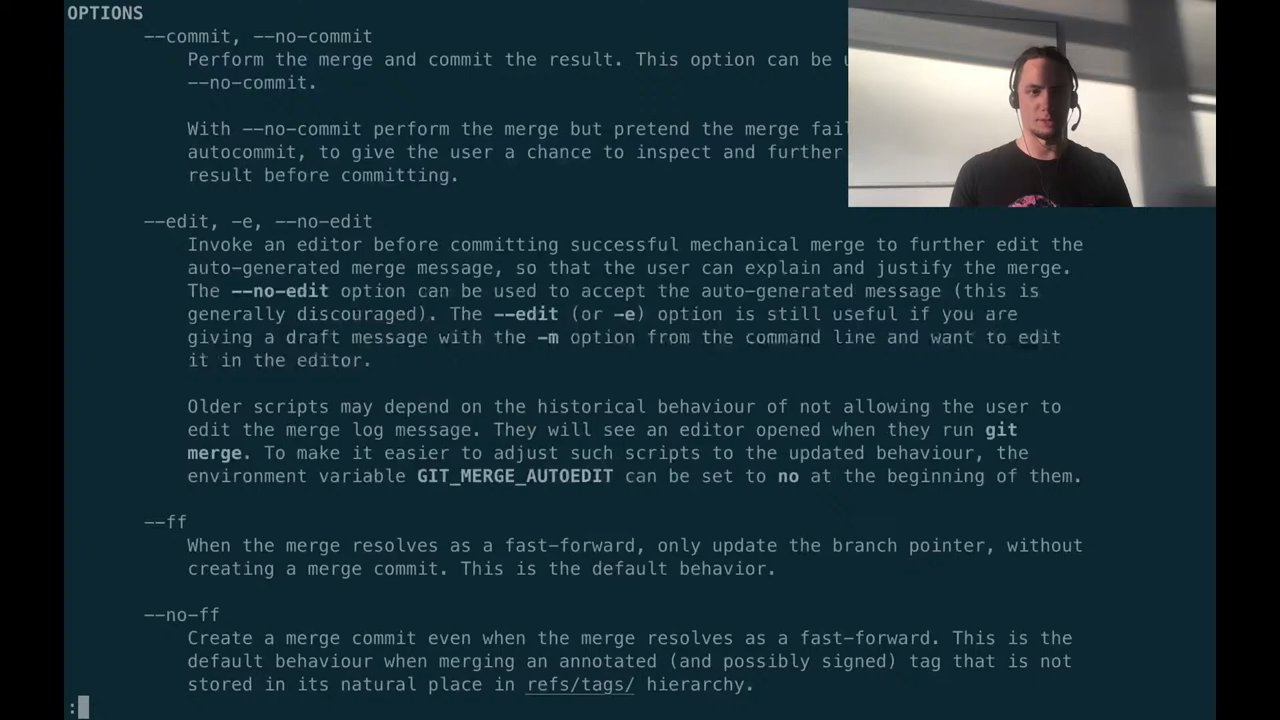 OPTIONS
--commit, --no-commit
Perform the merge and commit the result. This option can be
--no-commit.
With --no-commit perform the merge but pretend the merge
autocommit, to give the user a chance to inspect and further
result before committing.
--edit, -e, --no-edit
Invoke an editor before committing successful mechanical merge to further edit the
auto-generated merge message, so that the user can explain and justify the merge.
The --no-edit option can be used to accept the auto-generated message (this is
generally discouraged). The --edit (or -e) option is still useful if you are
giving a draft message with the -m option from the command line and want to edit
it in the editor.
Older scripts may depend on the historical behaviour of not allowing the user to
edit the merge log message. They will see an editor opened when they run git
merge. To make it easier to adjust such scripts to the updated behaviour, the
environment variable GIT_MERGE_AUTOEDIT can be set to no at the beginning of them.
--ff
When the merge resolves as a fast-forward, only update the branch pointer, without
creating a merge commit. This is the default behavior.
--no-ff
Create a merge commit even when the merge resolves as a fast-forward. This is the
default behaviour when merging an annotated (and possibly signed) tag that is not
stored in its natural place in refs/tags/ hierarchy.
: